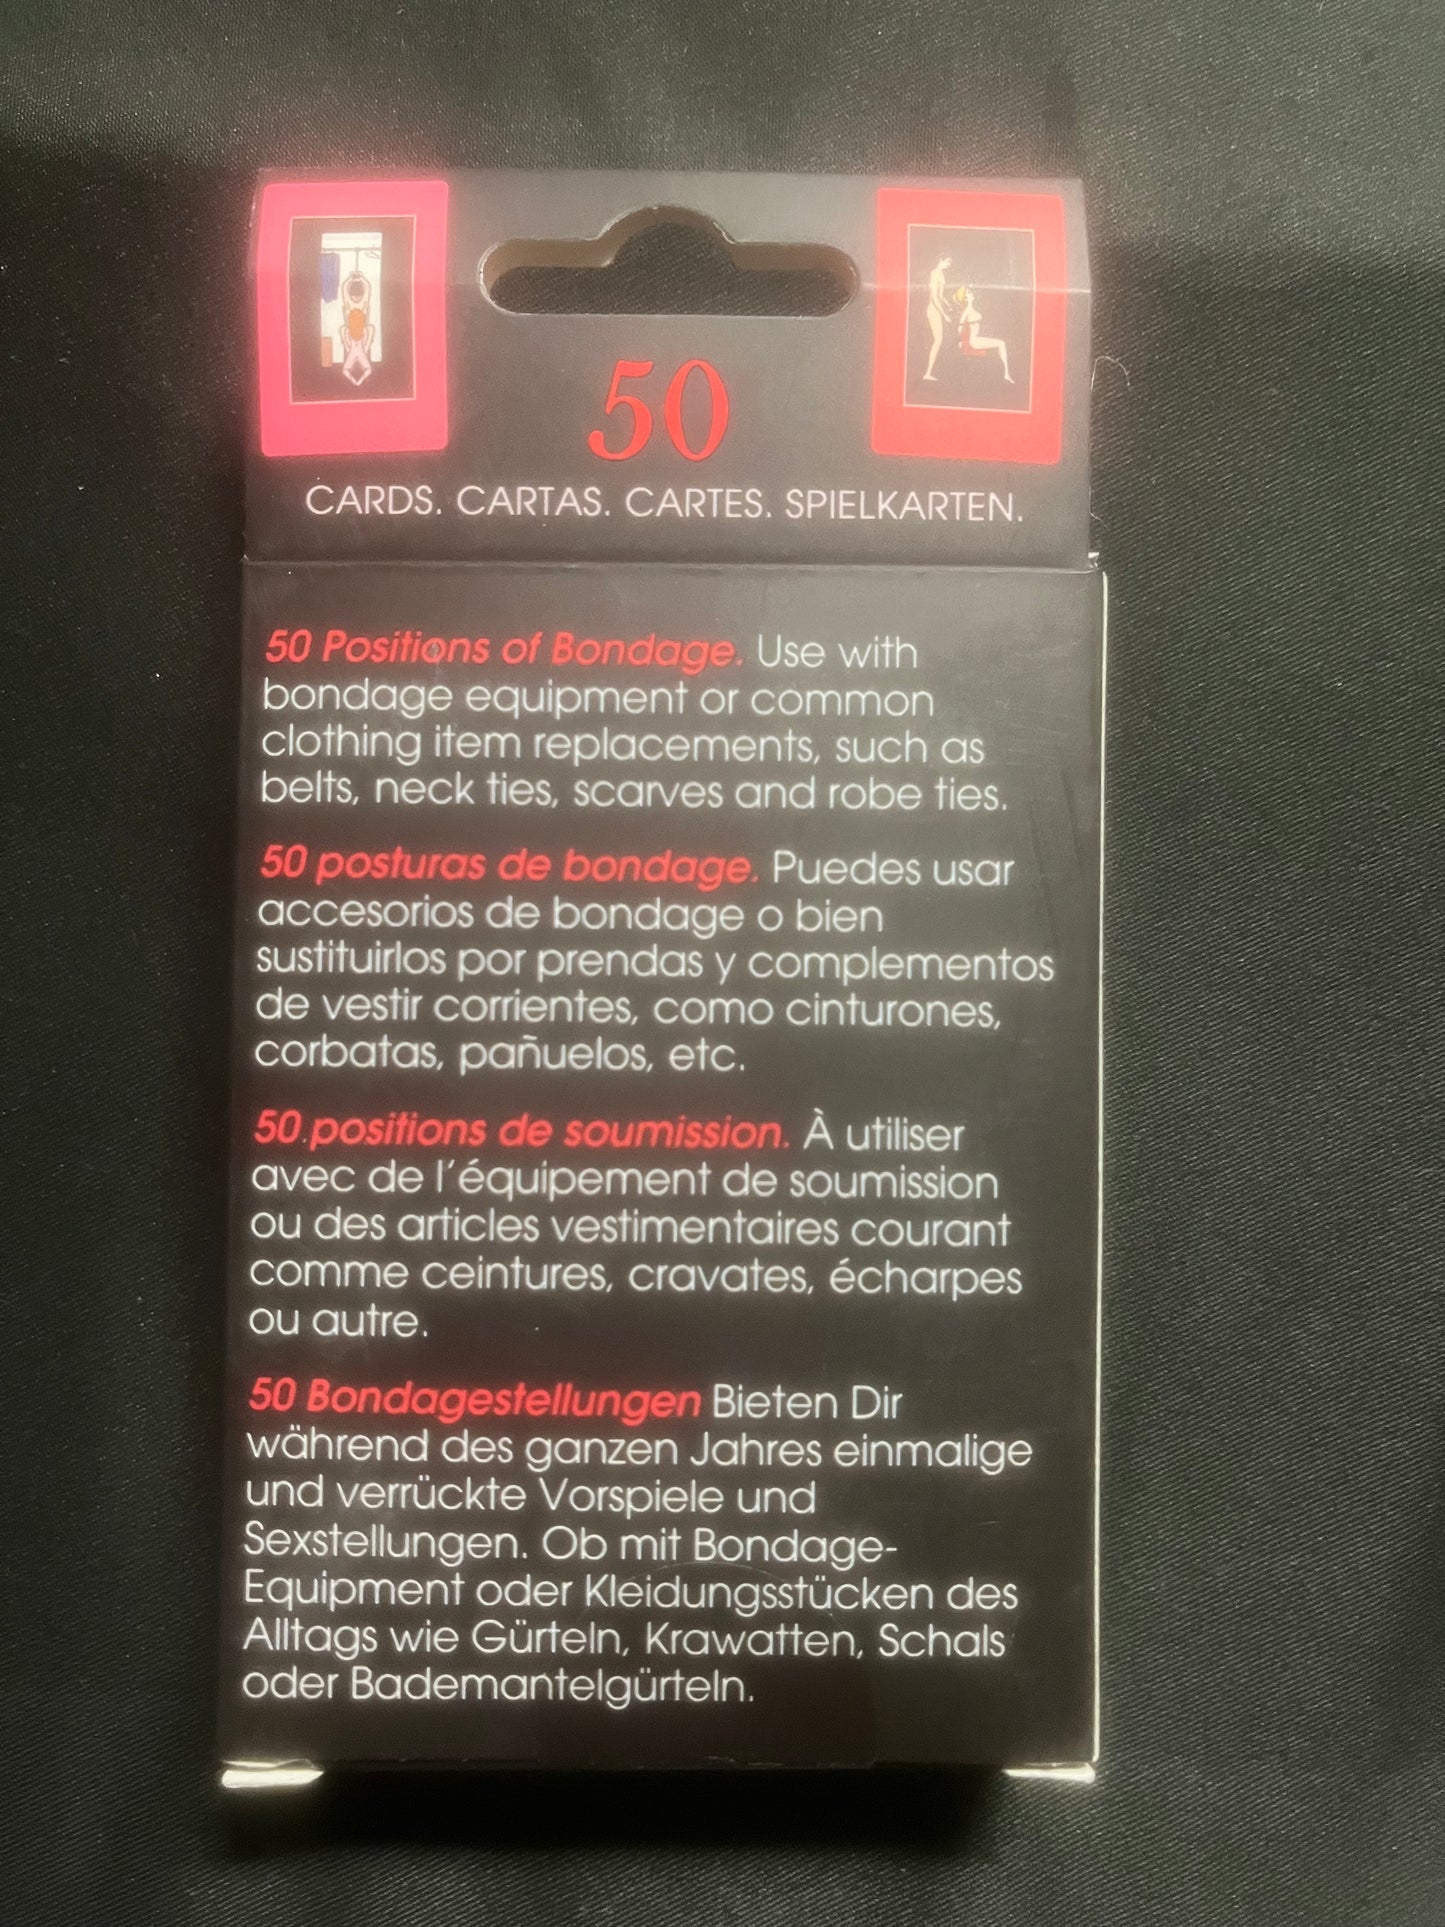 50
CARDS. CARTAS. CARTES. SPIELKARTEN.
50 Positions of Bondage. Use with
bondage equipment or common
clothing item replacements, such as
belts, neck ties, scarves and robe ties.
50 posturas de bondage. Puedes usar
accesorios de bondage o bien
sustituirlos por prendas y complementos
de vestir corrientes, como cinturones,
corbatas, pañuelos, etc.
50 positions de soumission. À utiliser
avec de l'équipement de soumission
ou des articles vestimentaires courant
comme ceintures, cravates, écharpes
ou autre.
50 Bondagestellungen Bieten Dir
während des ganzen Jahres einmalige
und verrückte Vorspiele und
Sexstellungen. Ob mit Bondage-
Equipment oder Kleidungsstücken des
Alltags wie Gürteln, Krawatten, Schals
oder Bademantelgürteln.